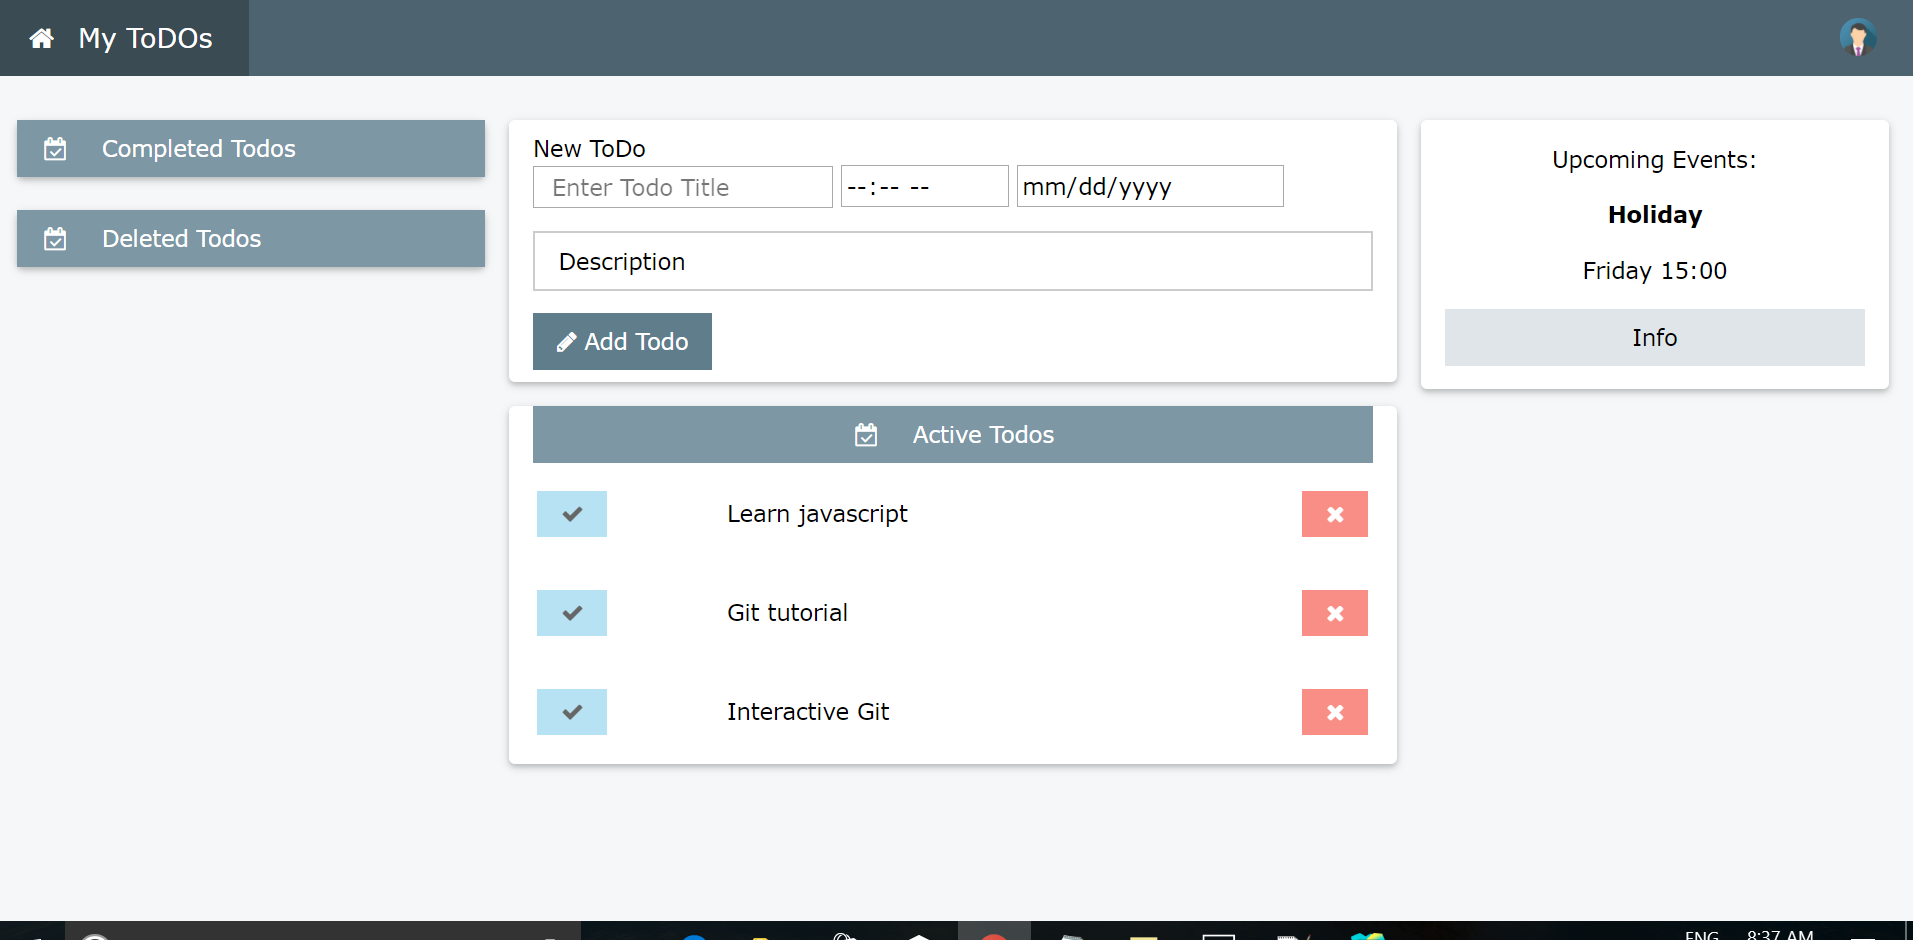 My ToDOs
Completed Todos
Deleted Todos
New ToDo
Enter Todo Title
--:-- --
mm/dd/yyyy
Description
Add Todo
Active Todos
Learn javascript
Git tutorial
Interactive Git
Upcoming Events:
Holiday
Friday 15:00
Info
ENG
8:37 AM